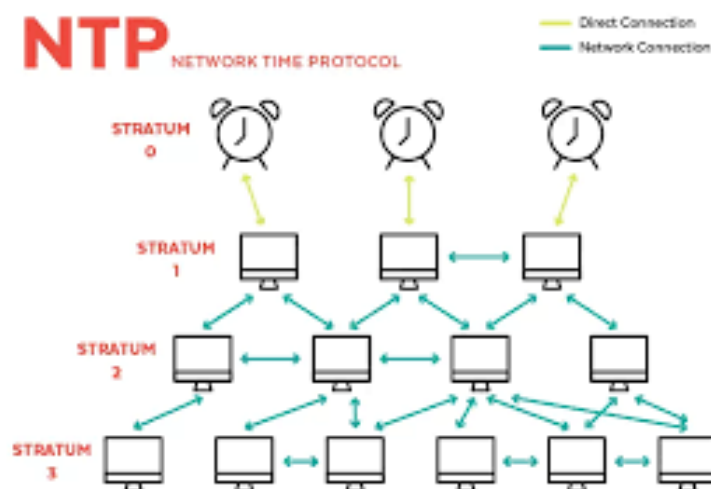 NTP NETWORK TIME PROTOCOL
Direct Connection
Network Connection
STRATUM
0
STRATUM
1
STRATUM
2
STRATUM
3